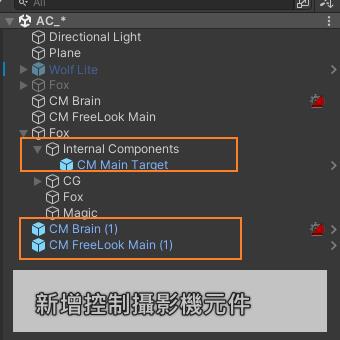 All
AC_*
Directional Light
Plane
Wolf Lite
Fox
CM Brain
CM FreeLook Main
Fox
Internal Components
CM Main Target
CG
Fox
Magic
CM Brain (1)
CM FreeLook Main (1)
新增控制攝影機元件